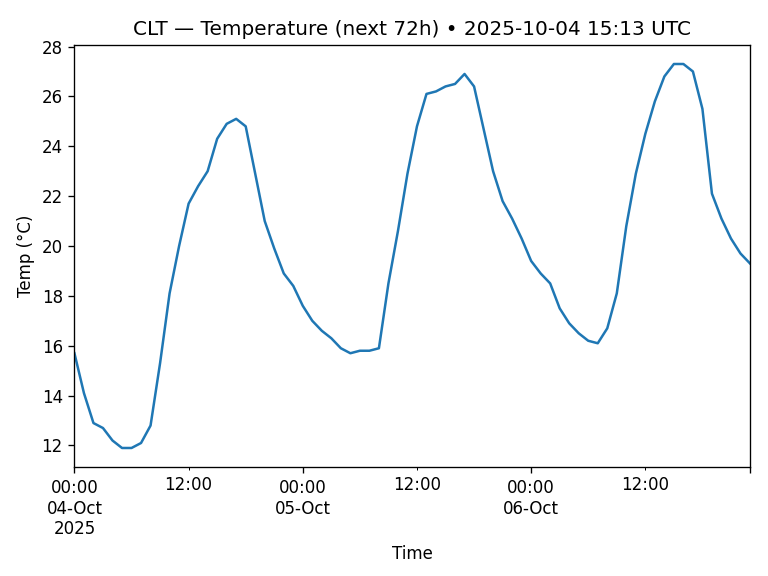 CLT — Temperature (next 72h) • 2025-10-04 15:13 UTC
Temp (°C)
28
26
24
22
20
18
16
14
12
00:00 12:00 00:00 12:00 00:00 12:00
04-Oct 05-Oct 06-Oct
2025
Time